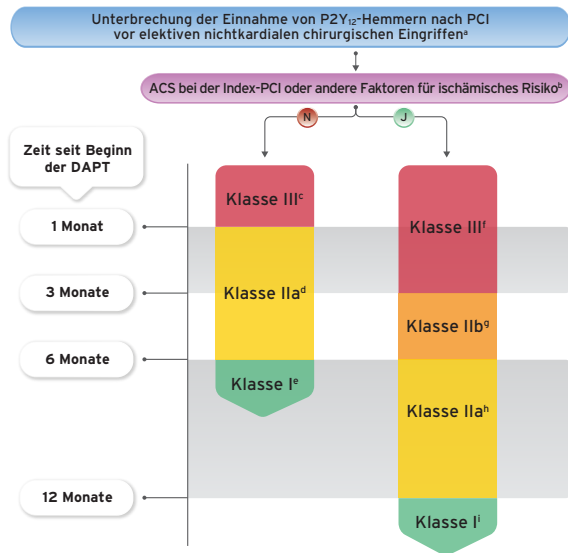 Unterbrechung der Einnahme von P2Y₁₂-Hemmern nach PCI
vor elektiven nichtkardialen chirurgischen Eingriffenᵃ
ACS bei der Index-PCI oder andere Faktoren für ischämisches Risikoᵇ
N
J
Zeit seit Beginn
der DAPT
Klasse IIIᶜ
Klasse IIIᶠ
1 Monat
Klasse IIaᵈ
3 Monate
Klasse IIbᵍ
6 Monate
Klasse Iᵉ
Klasse IIaʰ
12 Monate
Klasse Iⁱ